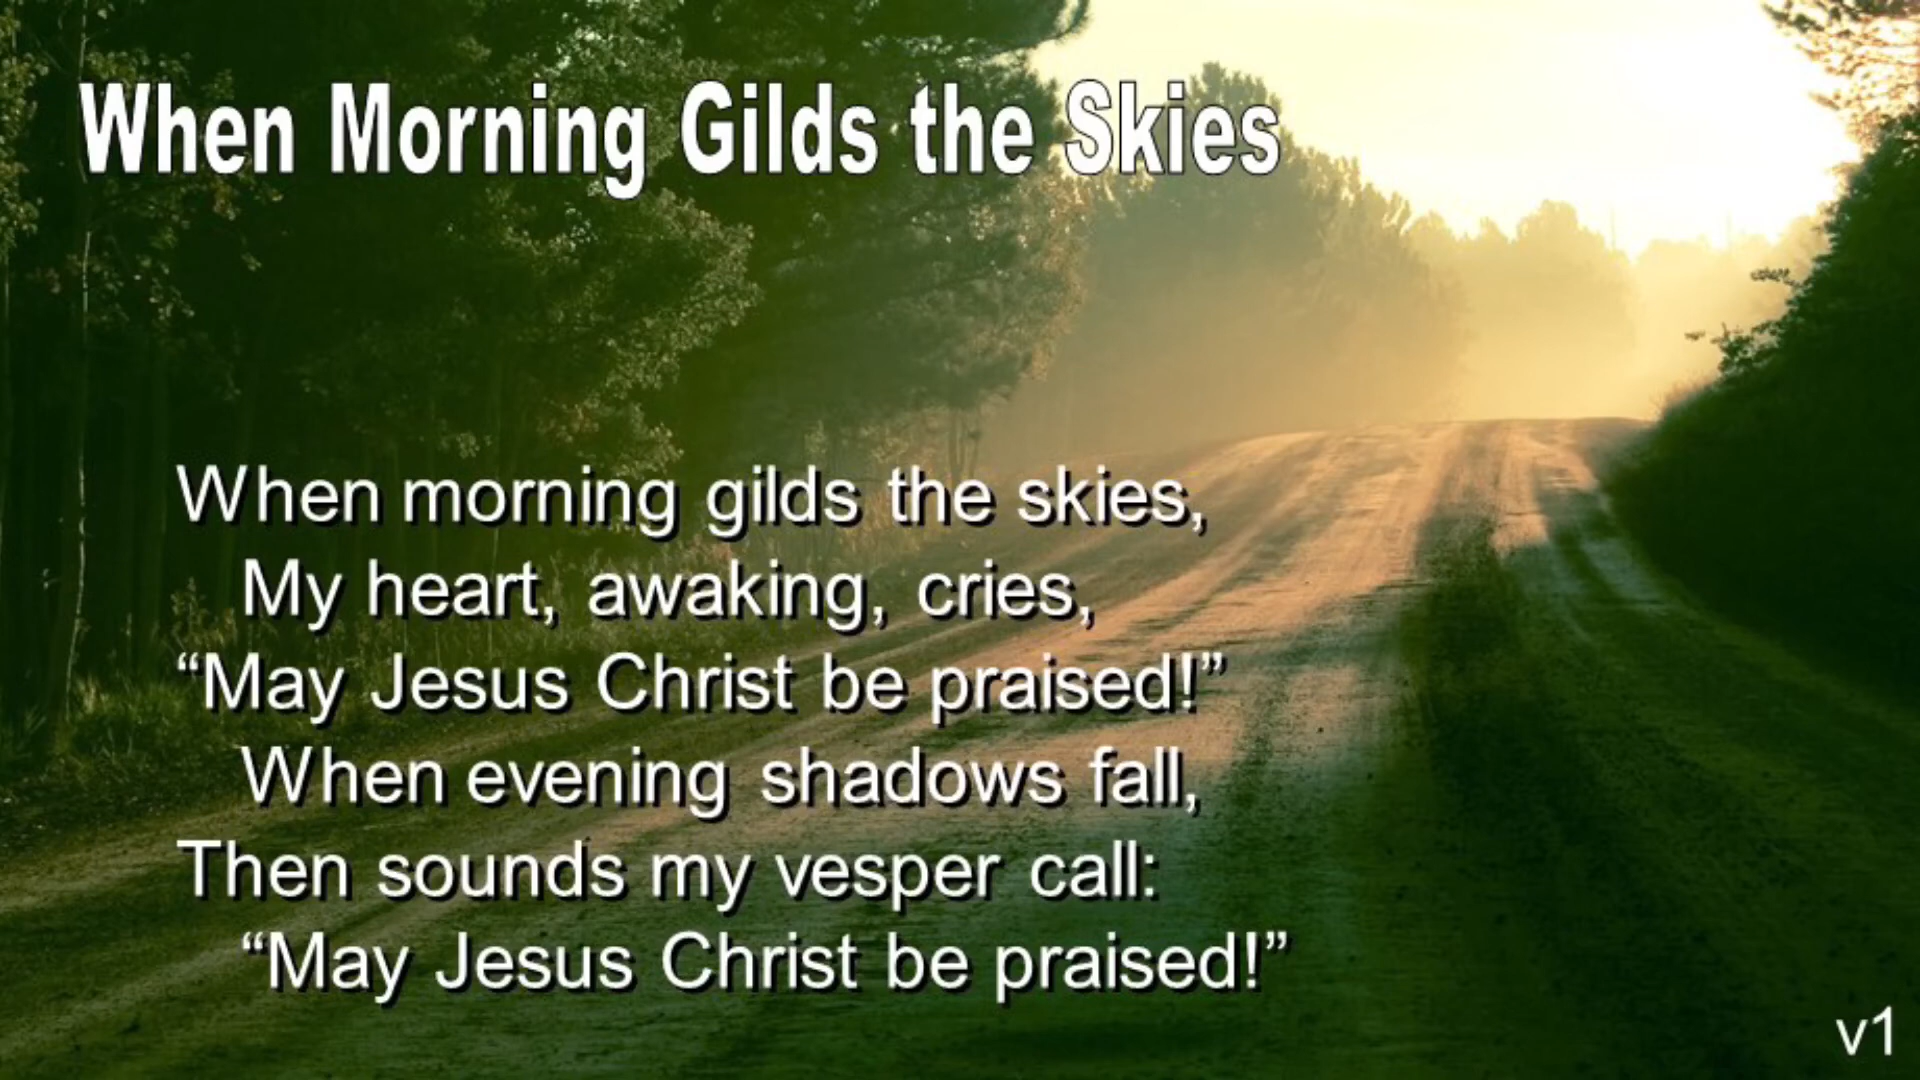 When Morning Gilds the Skies
When morning gilds the skies,
My heart, awaking, cries,
“May Jesus Christ be praised!”
When evening shadows fall,
Then sounds my vesper call:
“May Jesus Christ be praised!”
v1